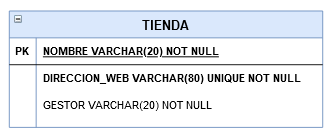 TIENDA
PK NOMBRE VARCHAR(20) NOT NULL
DIRECCION_WEB VARCHAR(80) UNIQUE NOT NULL
GESTOR VARCHAR(20) NOT NULL